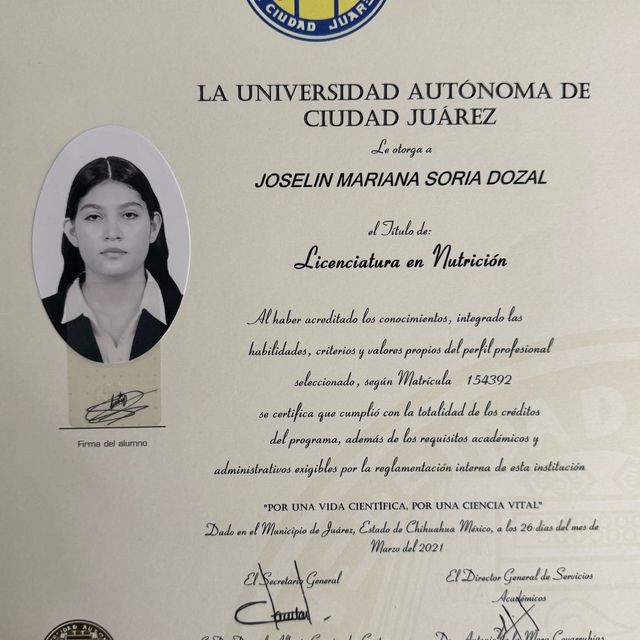 CIUDAD JUÁREZ
LA UNIVERSIDAD AUTÓNOMA DE
CIUDAD JUÁREZ
Le otorga a
JOSELIN MARIANA SORIA DOZAL
el Título de:
Licenciatura en Nutrición
Al haber acreditado los conocimientos, integrado las
habilidades, criterios y valores propios del perfil profesional
seleccionado, según Matrícula 154392
se certifica que cumplió con la totalidad de los créditos
del programa, además de los requisitos académicos y
administrativos exigibles por la reglamentación interna de esta institución
Firma del alumno
"POR UNA VIDA CIENTÍFICA, POR UNA CIENCIA VITAL"
Dado en el Municipio de Juárez, Estado de Chihuahua México, a los 26 días del mes de
Marzo del 2021
El Secretario General
El Director General de Servicios
Académicos